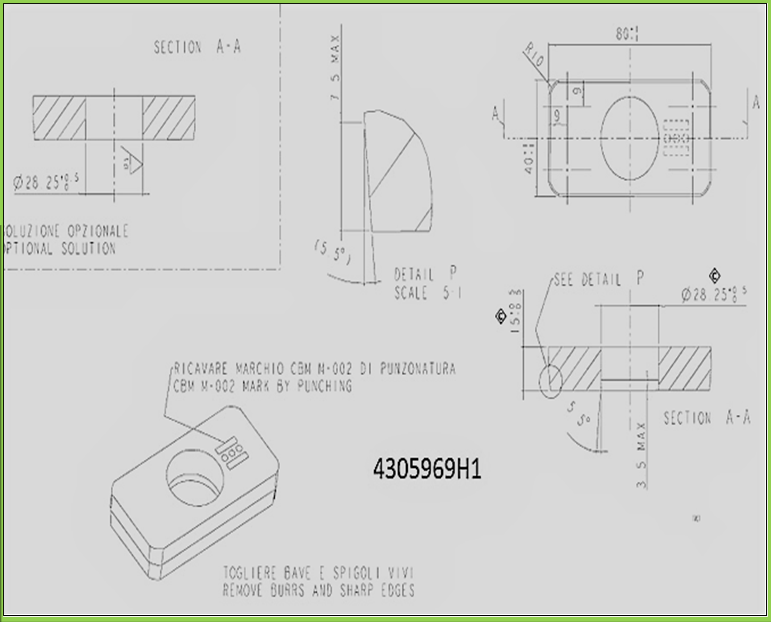 SECTION A-A
Ø28.25
OLUZIONE OPZIONALE
OPTIONAL SOLUTION
7.5 MAX
(5.5°)
DETAIL P
SCALE 5-1
80
R10
9
9
A
A
40
SEE DETAIL P
C
C
Ø28.25
15
5.5°
3.5 MAX
SECTION A-A
RICAVARE MARCHIO CBM M-002 DI PUNZONATURA
CBM M-002 MARK BY PUNCHING
4305969H1
TOGLIERE BAVE E SPIGOLI VIVI
REMOVE BURRS AND SHARP EDGES